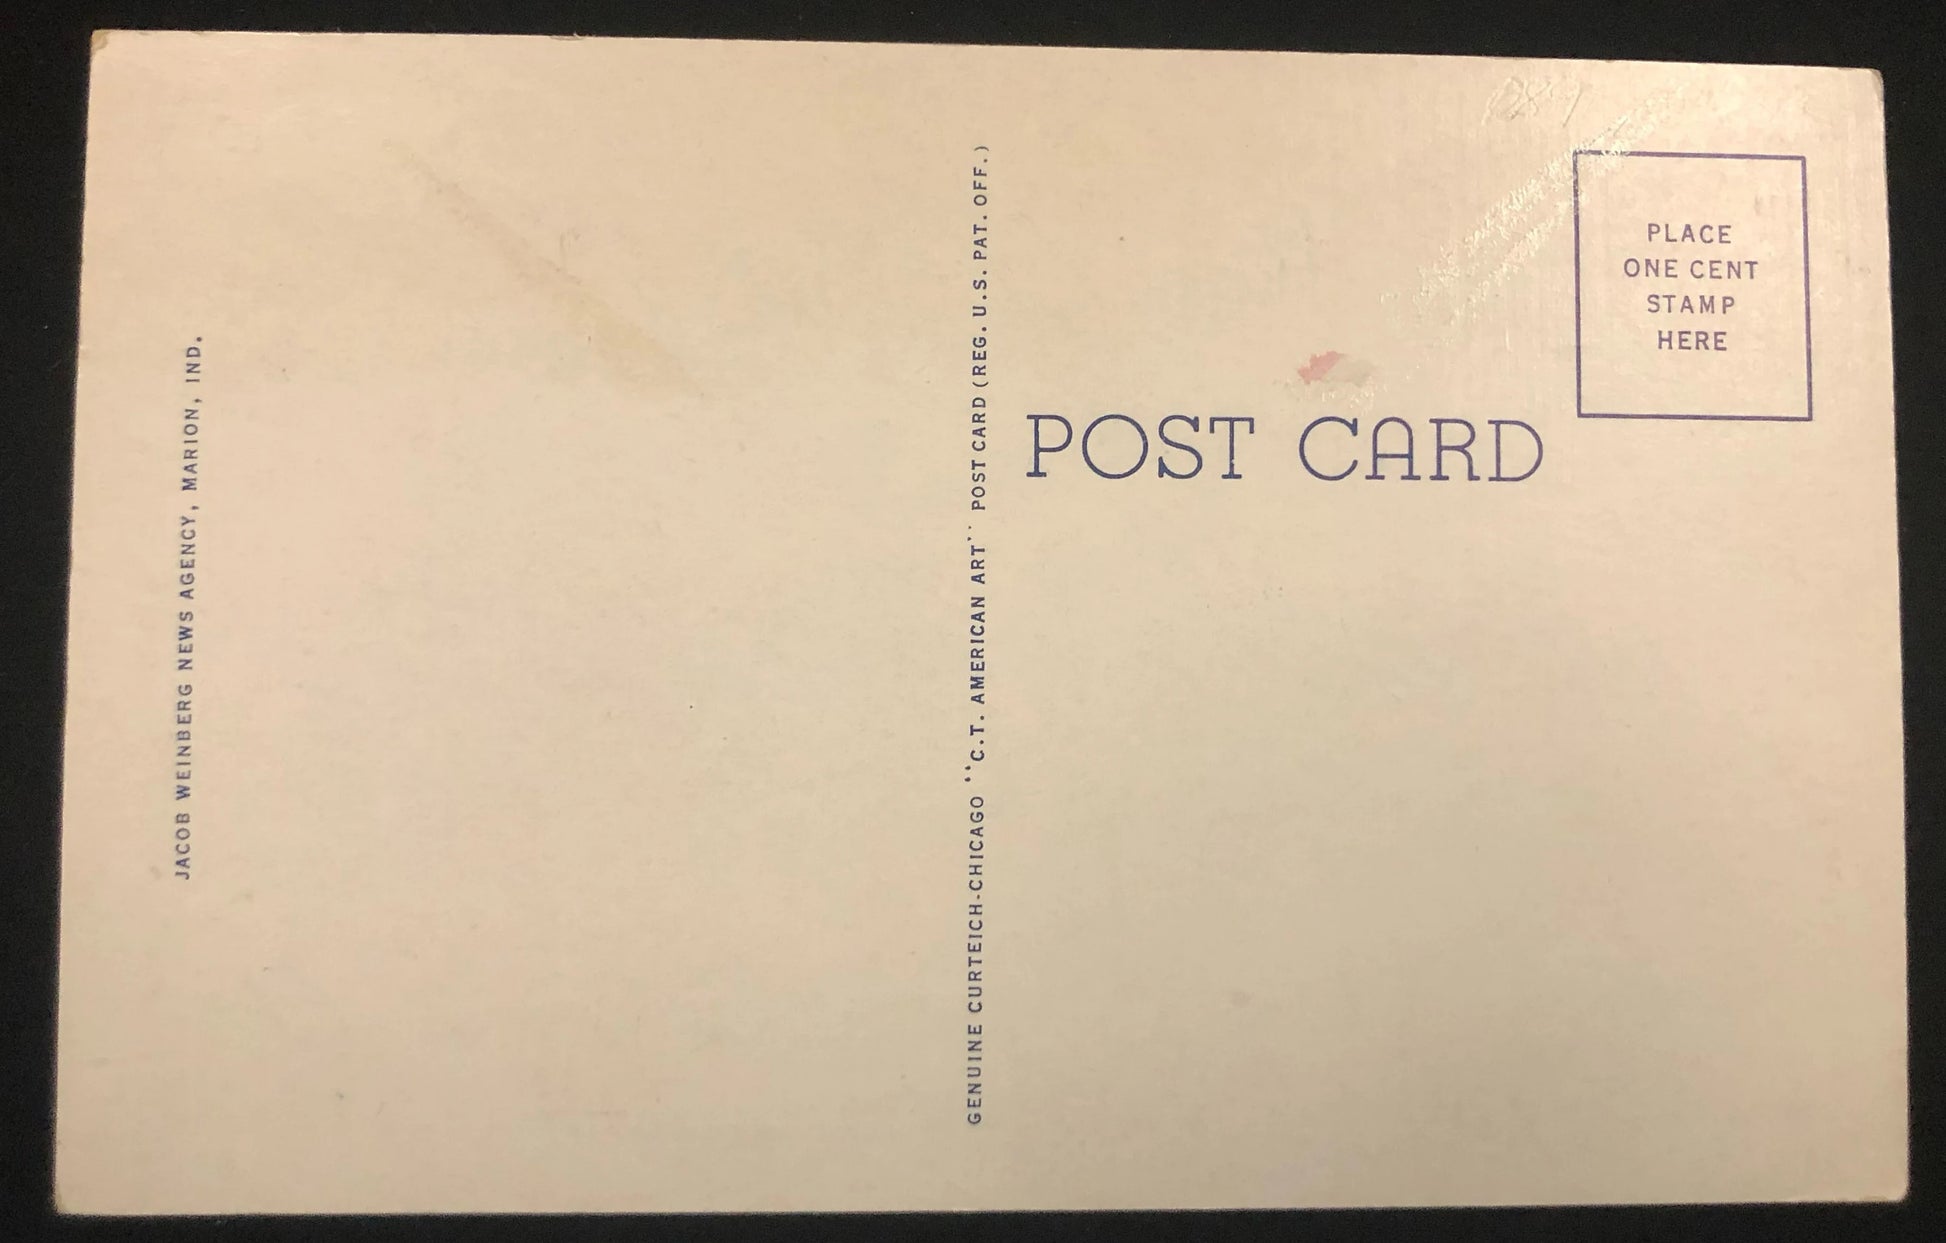 JACOB WEINBERG NEWS AGENCY, MARION, IND.
GENUINE CURTEICH-CHICAGO "C.T. AMERICAN ART" POST CARD (REG. U.S. PAT. OFF.)
POST CARD
PLACE
ONE CENT
STAMP
HERE